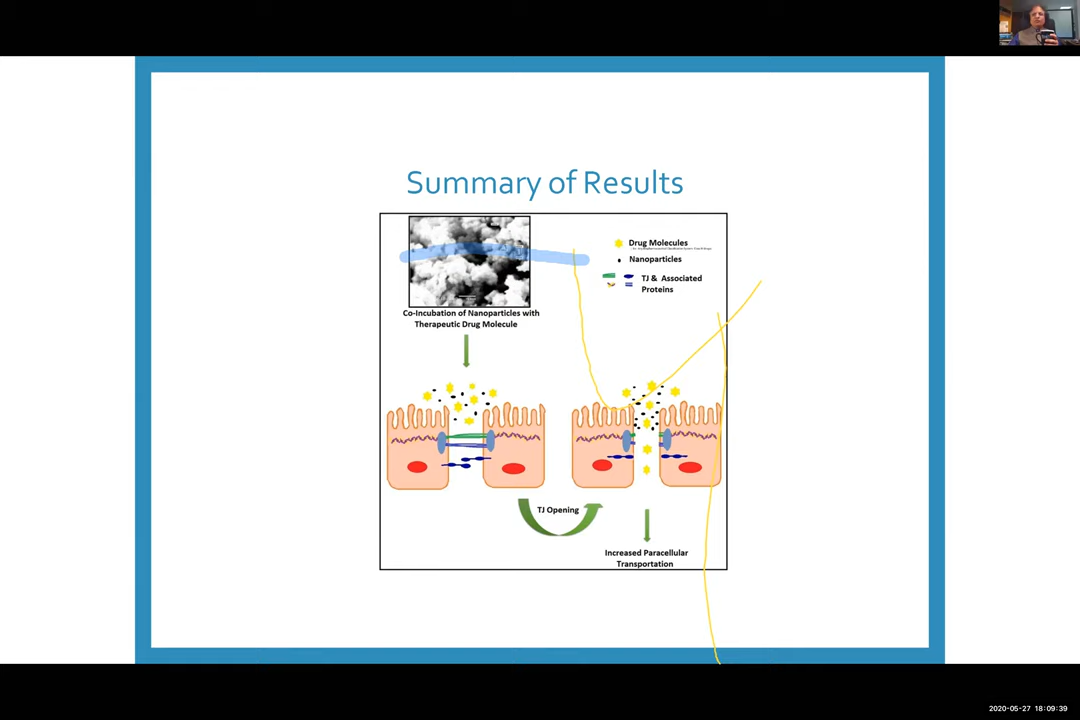 Summary of Results
Drug Molecules
Nanoparticles
TJ & Associated
Proteins
Co-Incubation of Nanoparticles with
Therapeutic Drug Molecule
TJ Opening
Increased Paracellular
Transportation
2020-05-27 18:09:39